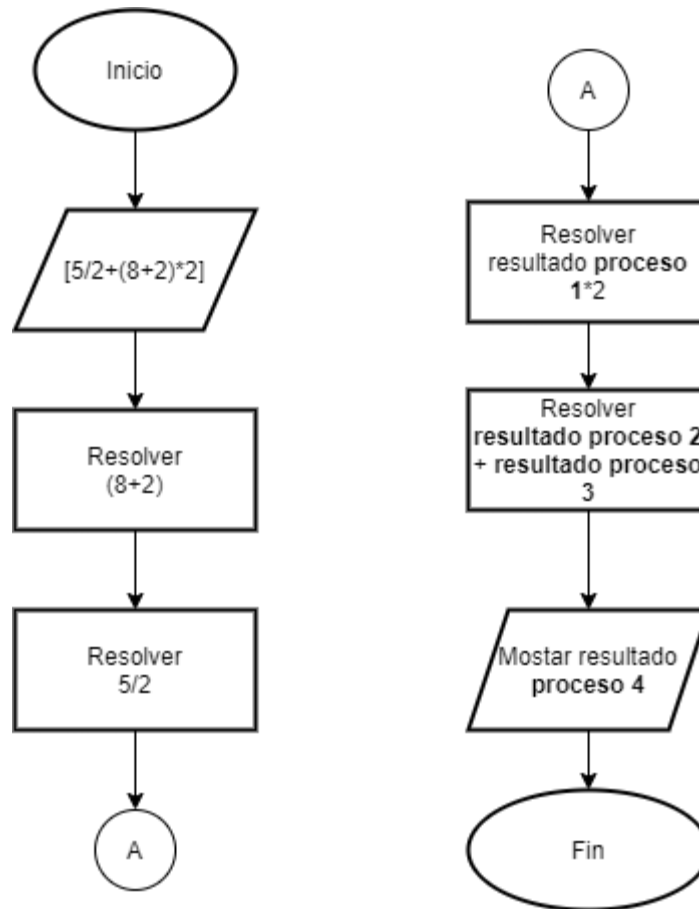 Inicio
[5/2+(8+2)*2]
Resolver
(8+2)
Resolver
5/2
A
A
Resolver
resultado proceso
1*2
Resolver
resultado proceso 2
+ resultado proceso
3
Mostar resultado
proceso 4
Fin